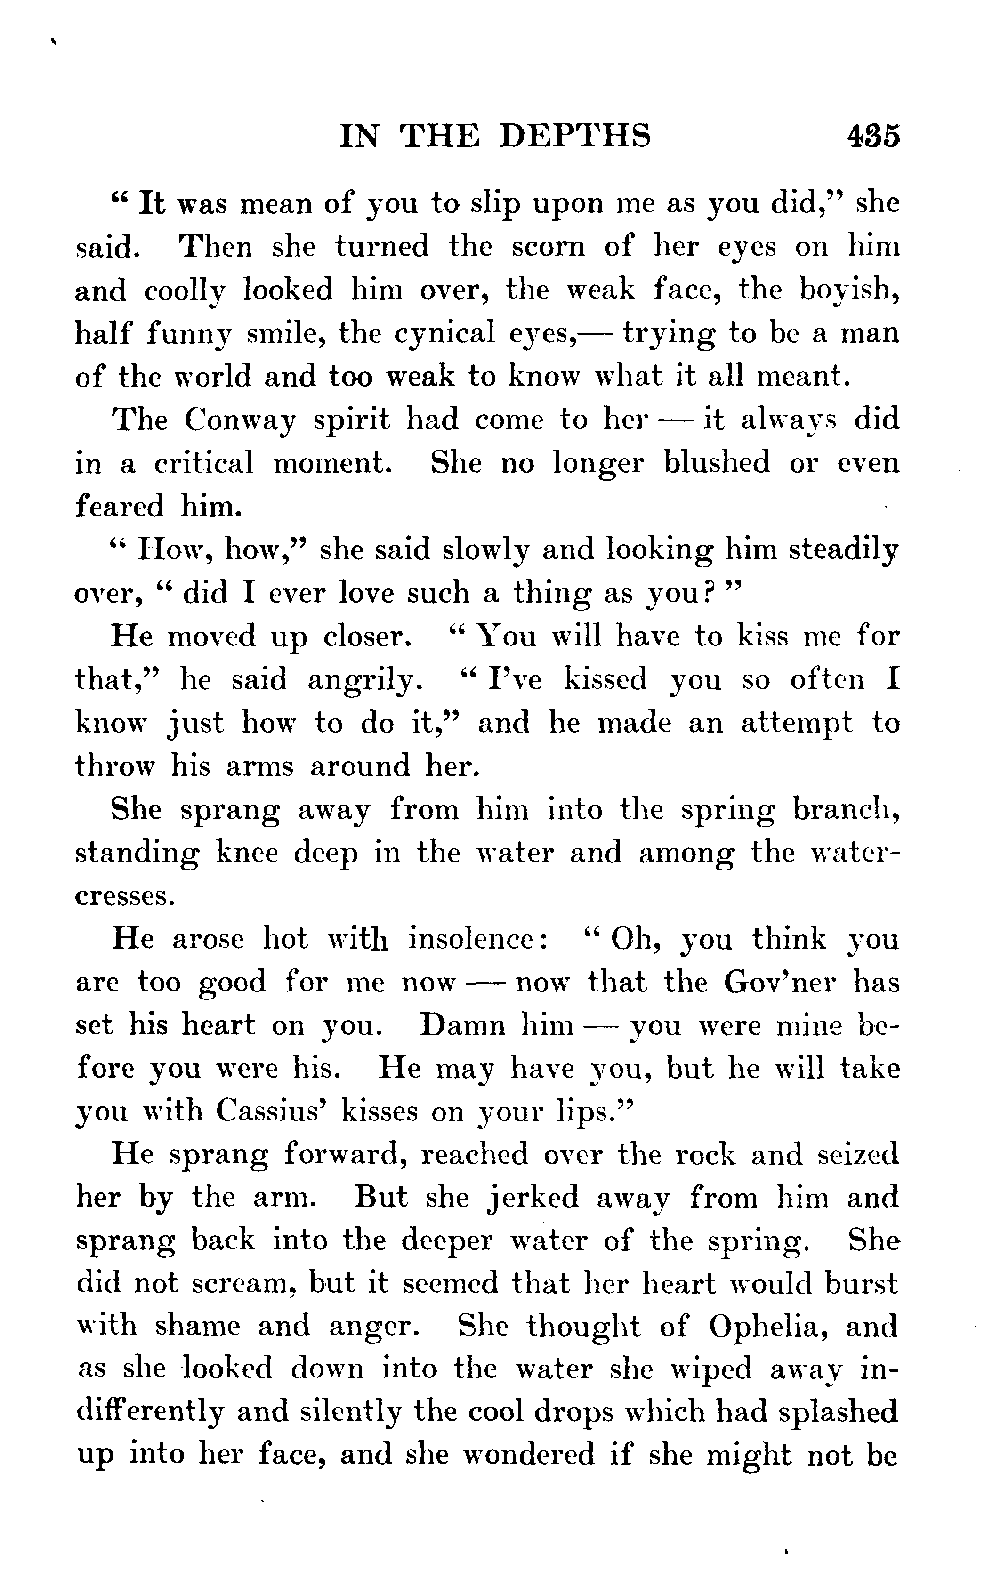 IN THE DEPTHS 435
“ It was mean of you to slip upon me as you did,” she
said. Then she turned the scorn of her eyes on him
and coolly looked him over, the weak face, the boyish,
half funny smile, the cynical eyes,— trying to be a man
of the world and too weak to know what it all meant.
The Conway spirit had come to her — it always did
in a critical moment. She no longer blushed or even
feared him.
“ How, how,” she said slowly and looking him steadily
over, “ did I ever love such a thing as you? ”
He moved up closer. “ You will have to kiss me for
that,” he said angrily. “ I’ve kissed you so often I
know just how to do it,” and he made an attempt to
throw his arms around her.
She sprang away from him into the spring branch,
standing knee deep in the water and among the water-
cresses.
He arose hot with insolence: “ Oh, you think you
are too good for me now — now that the Gov’ner has
set his heart on you. Damn him — you were mine be-
fore you were his. He may have you, but he will take
you with Cassius’ kisses on your lips.”
He sprang forward, reached over the rock and seized
her by the arm. But she jerked away from him and
sprang back into the deeper water of the spring. She
did not scream, but it seemed that her heart would burst
with shame and anger. She thought of Ophelia, and
as she looked down into the water she wiped away in-
differently and silently the cool drops which had splashed
up into her face, and she wondered if she might not be